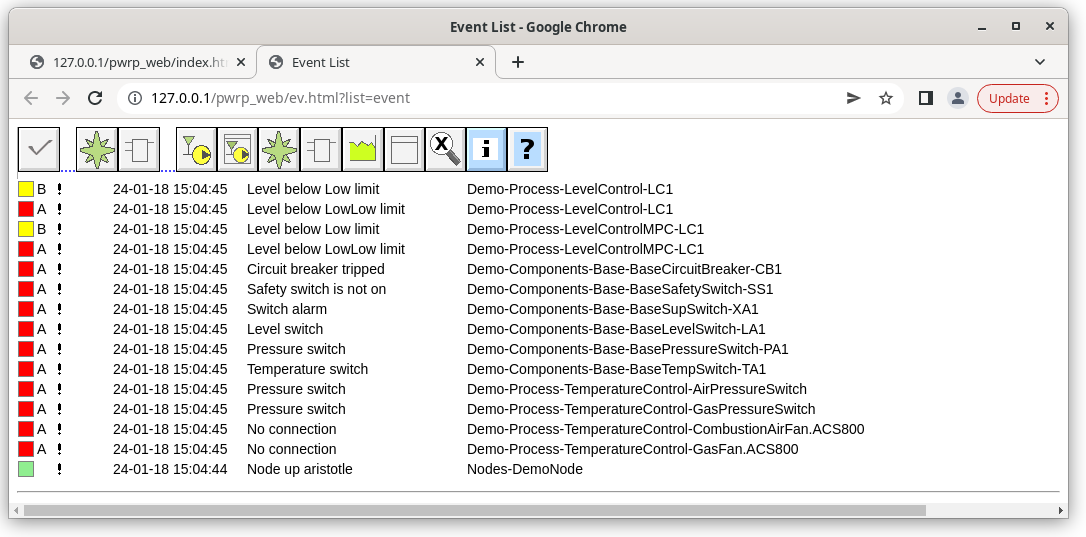 Event List - Google Chrome
127.0.0.1/pwrp_web/index.ht
Event List
127.0.0.1/pwrp_web/ev.html?list=event
Update
X i ?
B ! 24-01-18 15:04:45 Level below Low limit Demo-Process-LevelControl-LC1
A ! 24-01-18 15:04:45 Level below LowLow limit Demo-Process-LevelControl-LC1
B ! 24-01-18 15:04:45 Level below Low limit Demo-Process-LevelControlMPC-LC1
A ! 24-01-18 15:04:45 Level below LowLow limit Demo-Process-LevelControlMPC-LC1
A ! 24-01-18 15:04:45 Circuit breaker tripped Demo-Components-Base-BaseCircuitBreaker-CB1
A ! 24-01-18 15:04:45 Safety switch is not on Demo-Components-Base-BaseSafetySwitch-SS1
A ! 24-01-18 15:04:45 Switch alarm Demo-Components-Base-BaseSupSwitch-XA1
A ! 24-01-18 15:04:45 Level switch Demo-Components-Base-BaseLevelSwitch-LA1
A ! 24-01-18 15:04:45 Pressure switch Demo-Components-Base-BasePressureSwitch-PA1
A ! 24-01-18 15:04:45 Temperature switch Demo-Components-Base-BaseTempSwitch-TA1
A ! 24-01-18 15:04:45 Pressure switch Demo-Process-TemperatureControl-AirPressureSwitch
A ! 24-01-18 15:04:45 Pressure switch Demo-Process-TemperatureControl-GasPressureSwitch
A ! 24-01-18 15:04:45 No connection Demo-Process-TemperatureControl-CombustionAirFan.ACS800
A ! 24-01-18 15:04:45 No connection Demo-Process-TemperatureControl-GasFan.ACS800
! 24-01-18 15:04:44 Node up aristotle Nodes-DemoNode